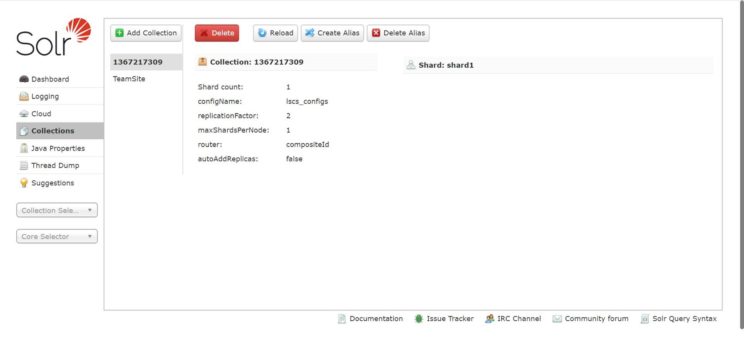 Solr
Add Collection
Delete
Reload
Create Alias
Delete Alias
Dashboard
Logging
Cloud
Collections
Java Properties
Thread Dump
Suggestions
Collection Sele...
Core Selector
1367217309
TeamSite
Collection: 1367217309
Shard count: 1
configName: lscs_configs
replicationFactor: 2
maxShardsPerNode: 1
router: compositeId
autoAddReplicas: false
Shard: shard1
Documentation
Issue Tracker
IRC Channel
Community forum
Solr Query Syntax